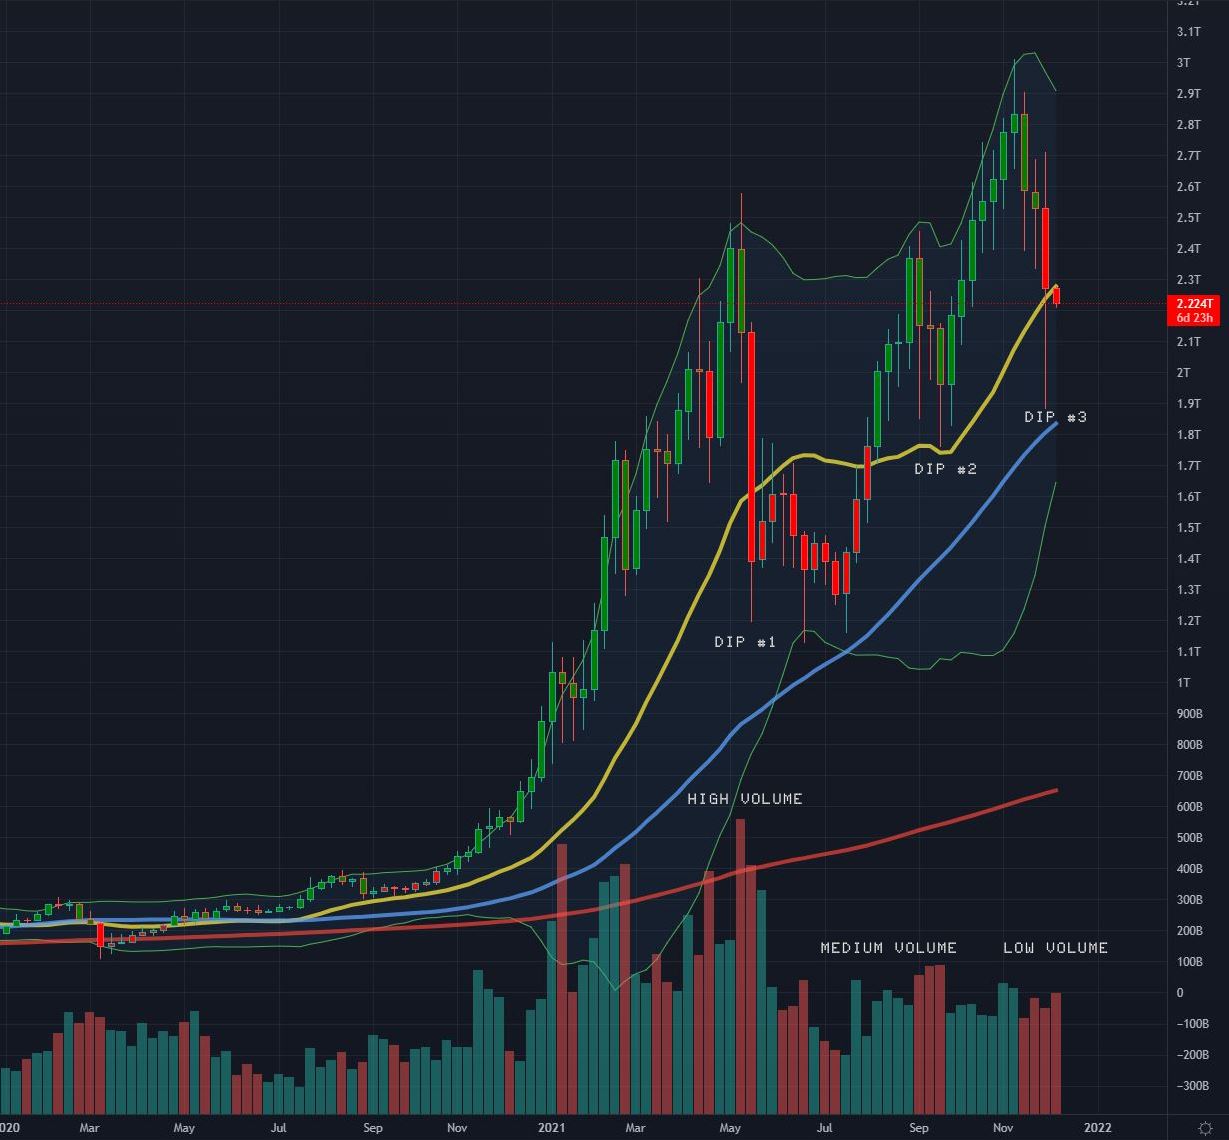 3.2T
3.1T
3T
2.9T
2.8T
2.7T
2.6T
2.5T
2.4T
2.3T
2.224T
6d 23h
2.1T
2T
1.9T
DIP #3
1.8T
1.7T
DIP #2
1.6T
1.5T
1.4T
1.3T
1.2T
DIP #1
1.1T
1T
900B
800B
700B
HIGH VOLUME
600B
500B
400B
300B
200B
MEDIUM VOLUME LOW VOLUME
100B
0
-100B
-200B
-300B
020 Mar May Jul Sep Nov 2021 Mar May Jul Sep Nov 2022